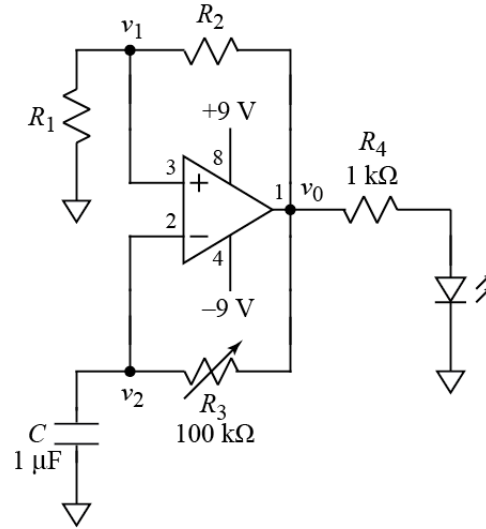 v₁
R₂
R₁
+9 V
3
8
+
2
−
4
1
v₀
R₄
1 kΩ
−9 V
v₂
R₃
100 kΩ
C
1 μF